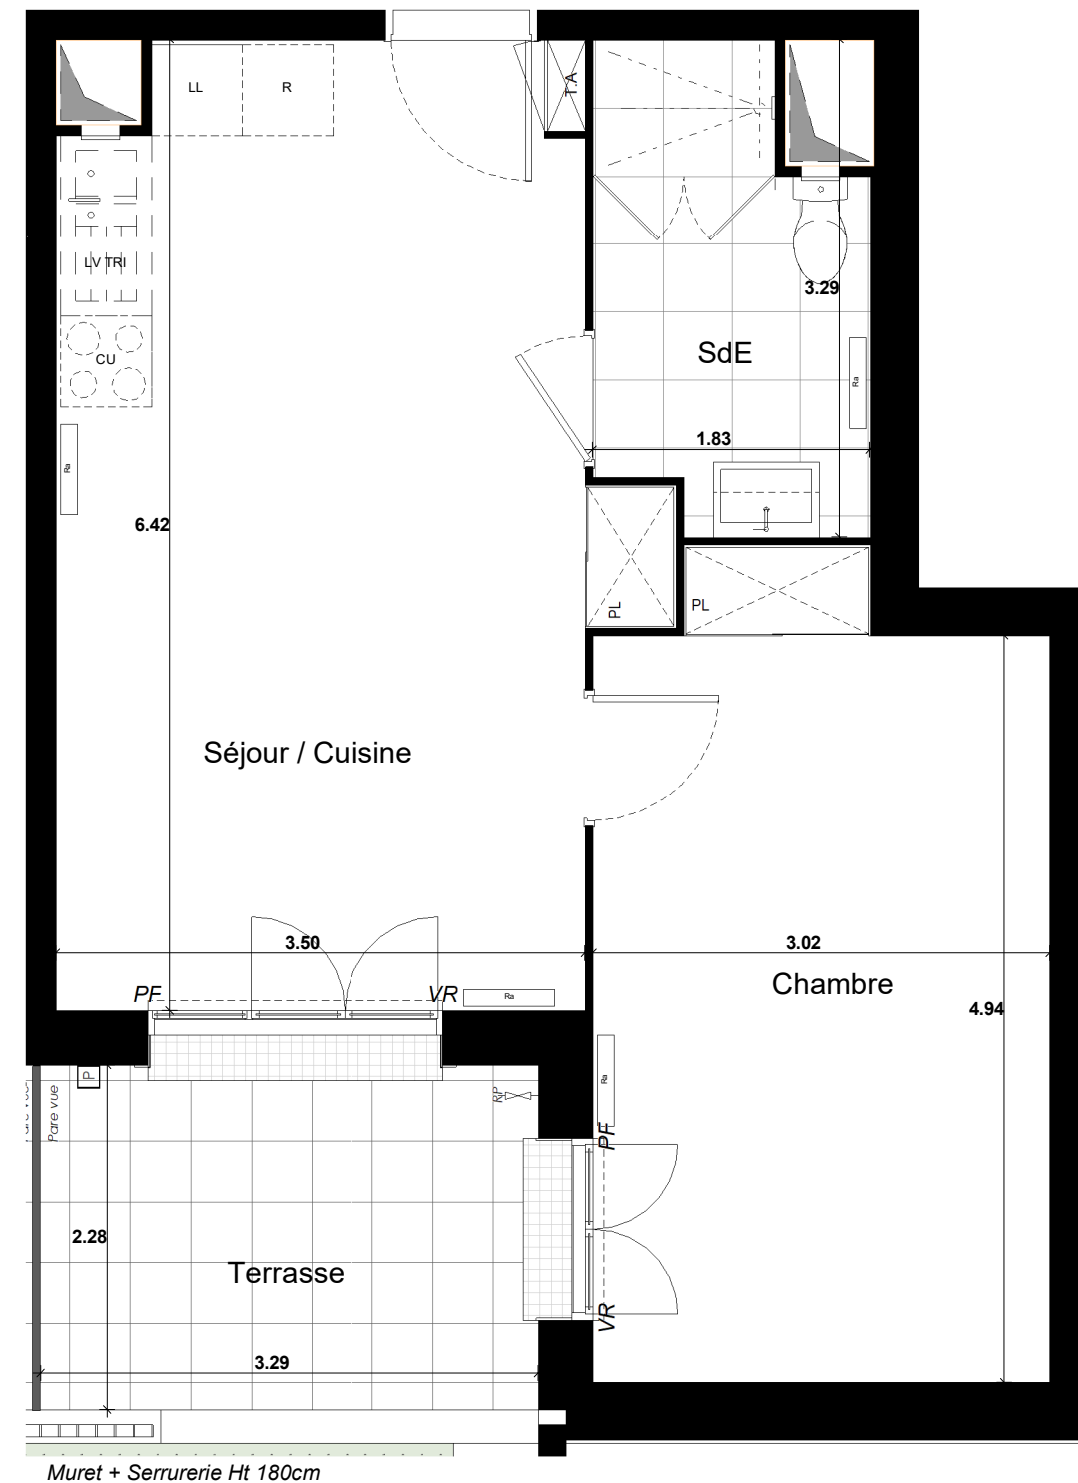 LL
R
T.A
LV TRI
3.29
SdE
CU
Ra
1.83
Ra
6.42
PL
PL
Séjour / Cuisine
3.50
3.02
Chambre
PF
VR
Ra
4.94
P
Pare vue
Pare vue
RP
Ra
PF
2.28
Terrasse
VR
3.29
Muret + Serrurerie Ht 180cm